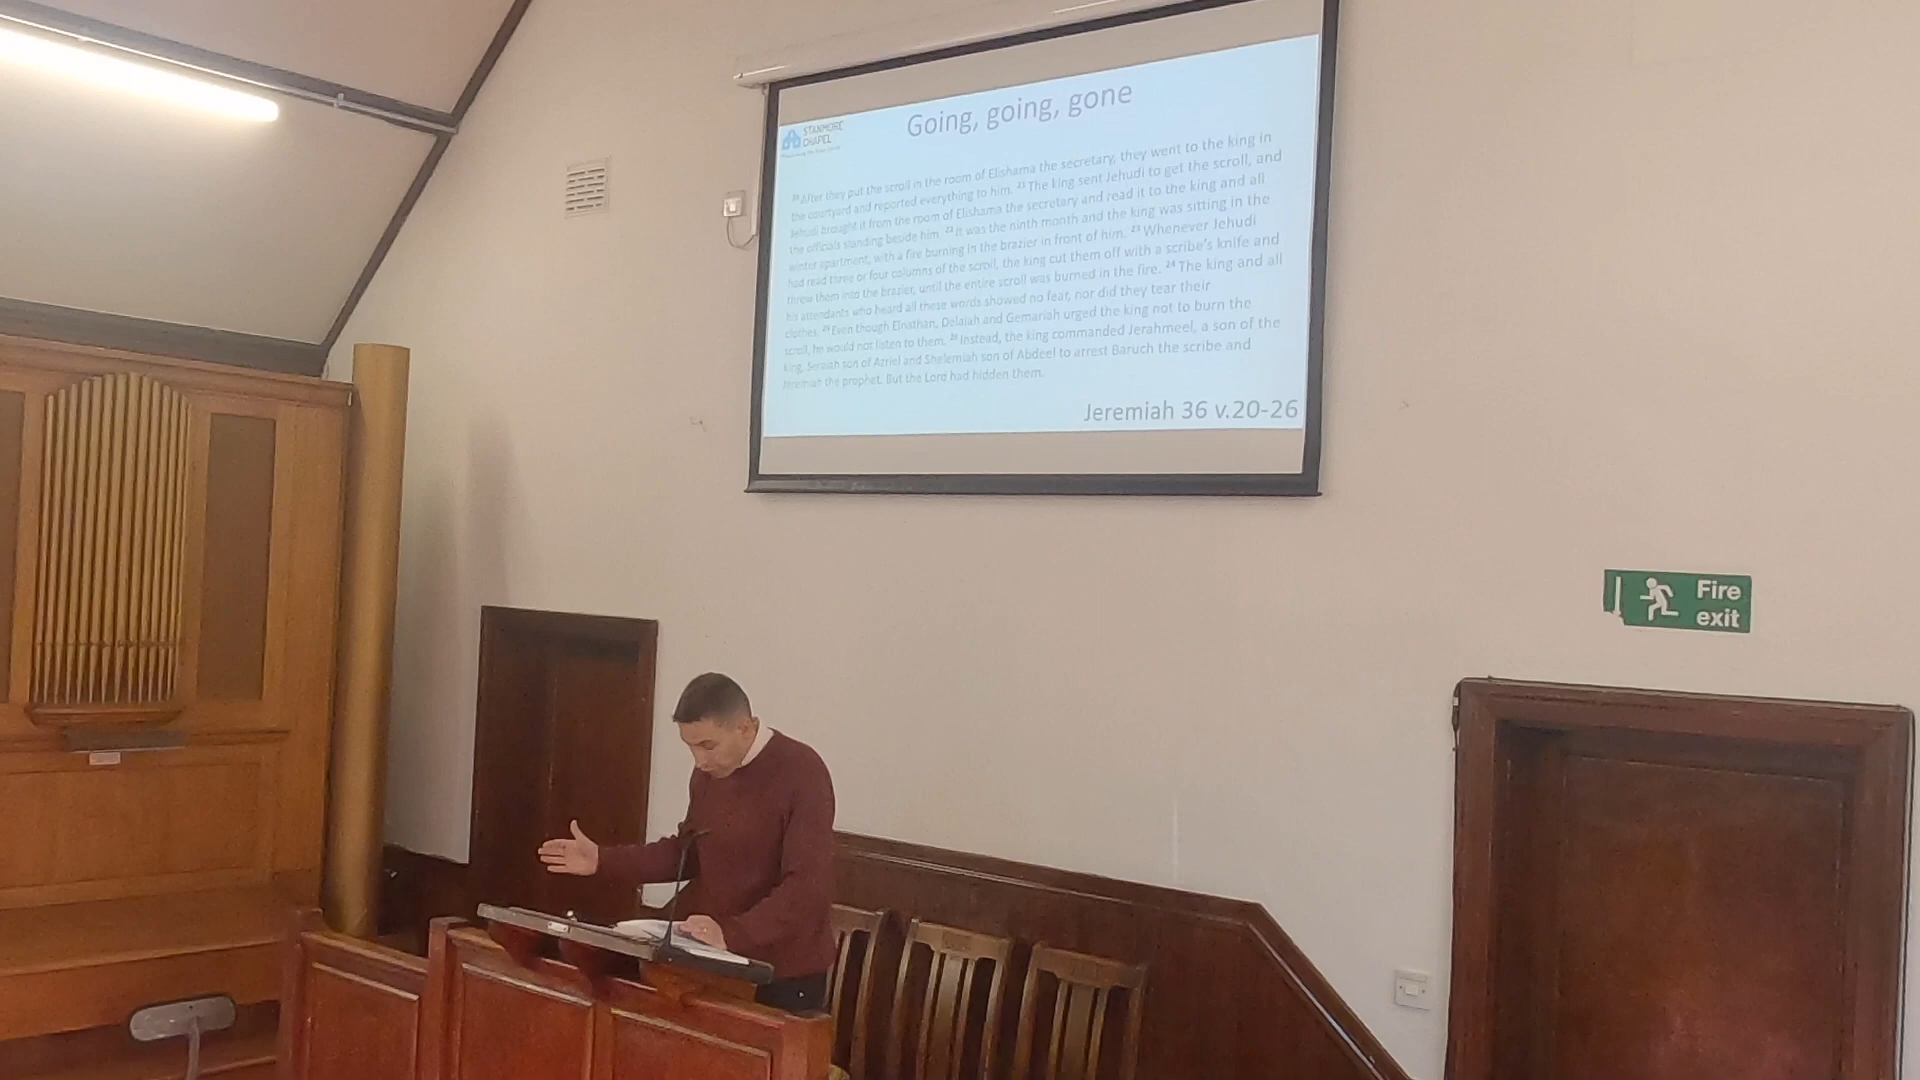 Going, going, gone
STANMORE
CHAPEL
²⁰ After they put the scroll in the room of Elishama the secretary, they went to the king in
the courtyard and reported everything to him. ²¹ The king sent Jehudi to get the scroll, and
Jehudi brought it from the room of Elishama the secretary and read it to the king and all
the officials standing beside him. ²² It was the ninth month and the king was sitting in the
winter apartment, with a fire burning in the brazier in front of him. ²³ Whenever Jehudi
had read three or four columns of the scroll, the king cut them off with a scribe's knife and
threw them into the brazier, until the entire scroll was burned in the fire. ²⁴ The king and all
his attendants who heard all these words showed no fear, nor did they tear their
clothes. ²⁵ Even though Elnathan, Delaiah and Gemariah urged the king not to burn the
scroll, he would not listen to them. ²⁶ Instead, the king commanded Jerahmeel, a son of the
king, Seraiah son of Azriel and Shelemiah son of Abdeel to arrest Baruch the scribe and
Jeremiah the prophet. But the Lord had hidden them.
Jeremiah 36 v.20-26
Fire
exit